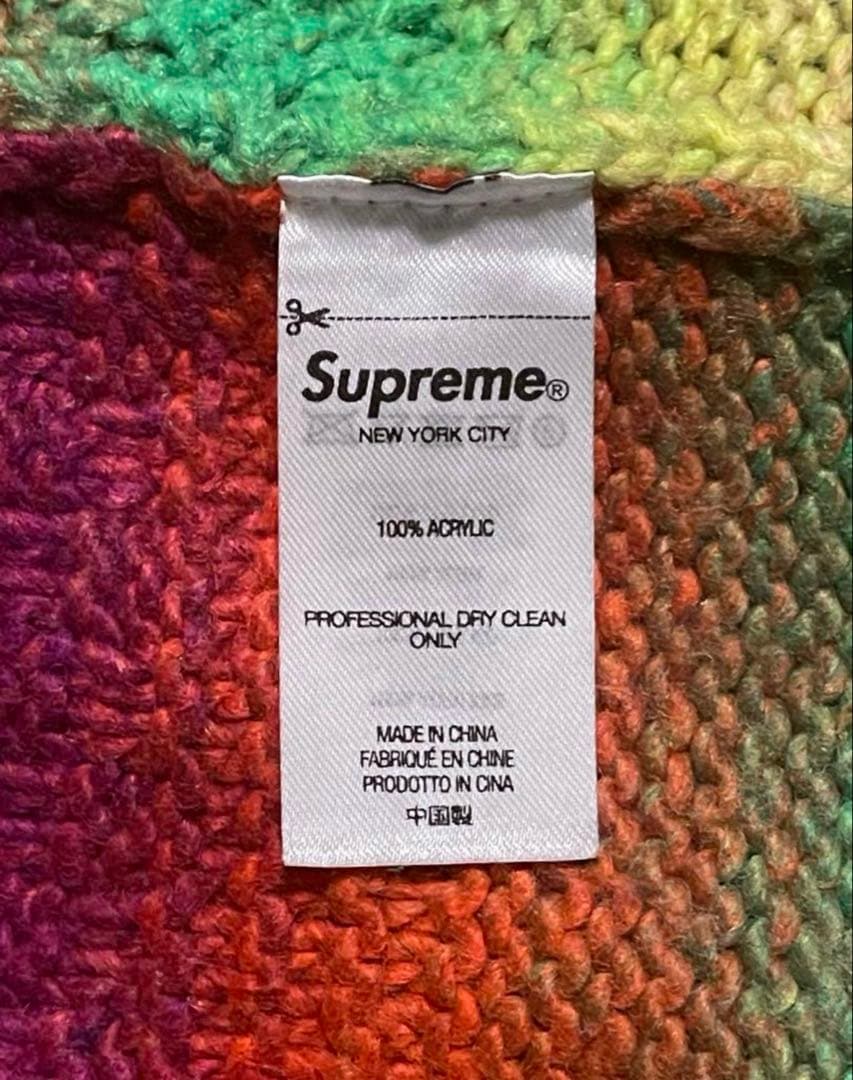 Supreme®
NEW YORK CITY
100% ACRYLIC
PROFESSIONAL DRY CLEAN
ONLY
MADE IN CHINA
FABRIQUÉ EN CHINE
PRODOTTO IN CINA
中国製